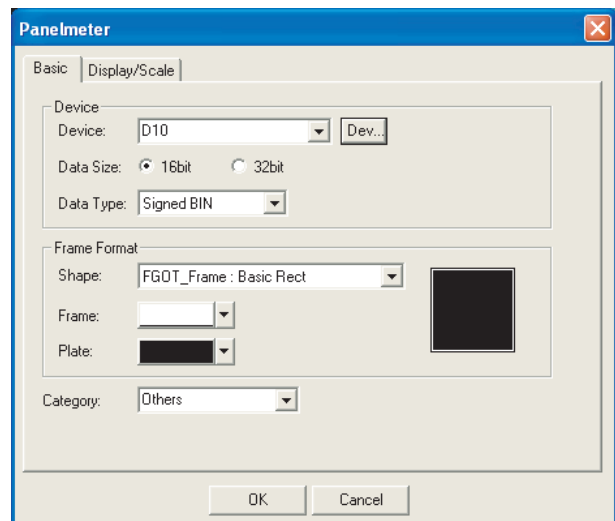 Panelmeter
Basic Display/Scale
Device
Device: D10 Dev...
Data Size: 16bit 32bit
Data Type: Signed BIN
Frame Format
Shape: FGOT_Frame : Basic Rect
Frame:
Plate:
Category: Others
OK Cancel